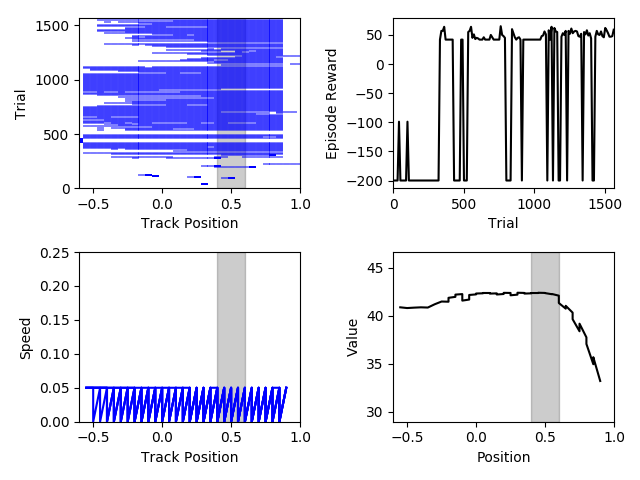 1500
1000
500
0
Trial
−0.5 0.0 0.5 1.0
Track Position
50
0
−50
−100
−150
−200
Episode Reward
0 500 1000 1500
Trial
0.25
0.20
0.15
0.10
0.05
0.00
Speed
−0.5 0.0 0.5 1.0
Track Position
45
40
35
30
Value
−0.5 0.0 0.5 1.0
Position